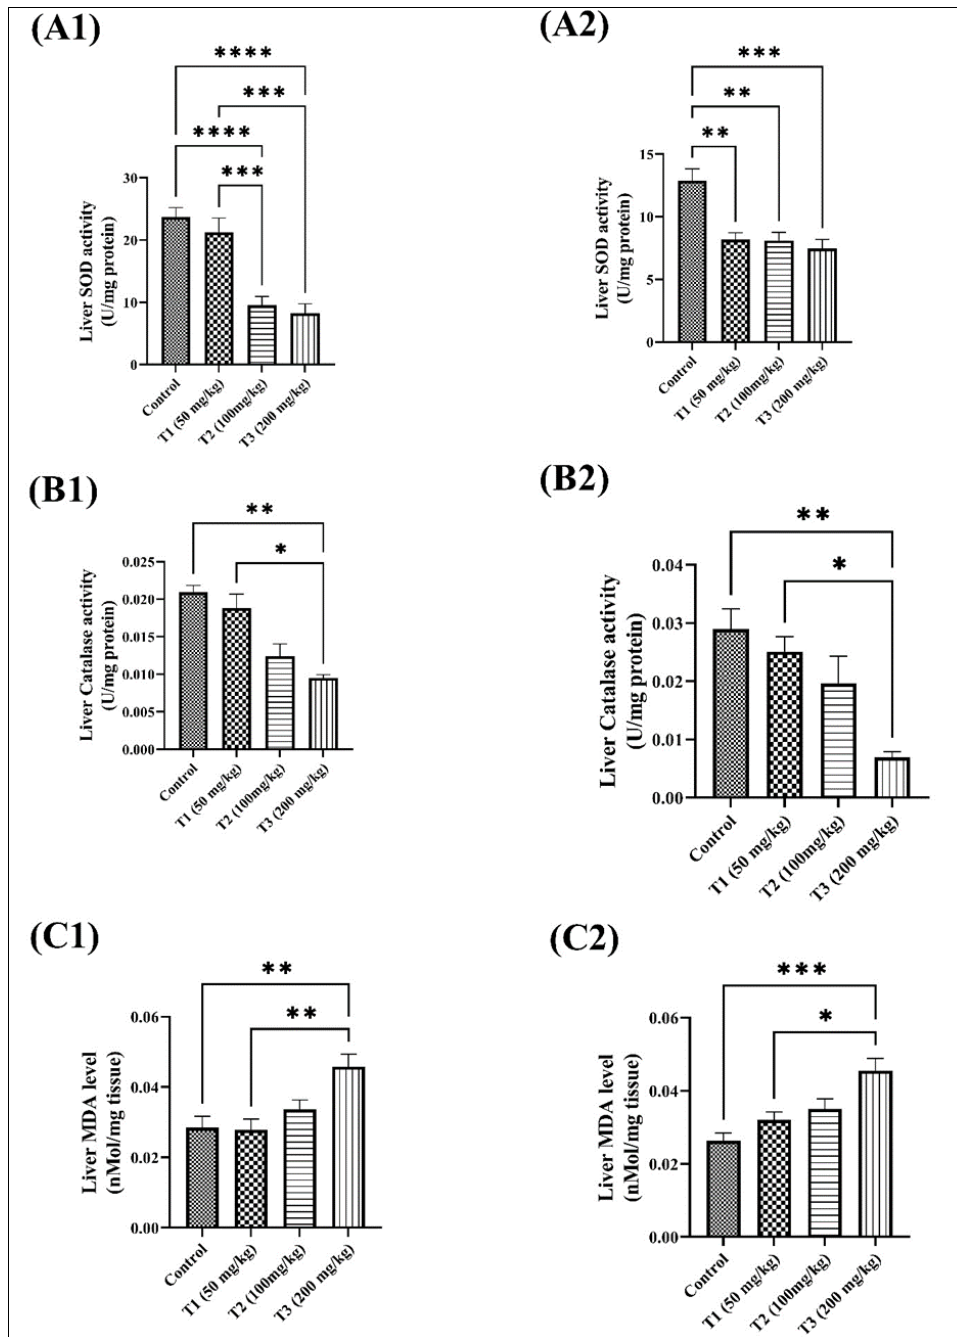 (A1)
****
***
****
***
30
20
10
0
Liver SOD activity
(U/mg protein)
Control
T1 (50 mg/kg)
T2 (100mg/kg)
T3 (200 mg/kg)
(A2)
***
**
**
15
10
5
0
Liver SOD activity
(U/mg protein)
Control
T1 (50 mg/kg)
T2 (100mg/kg)
T3 (200 mg/kg)
(B1)
**
*
0.025
0.020
0.015
0.010
0.005
0.000
Liver Catalase activity
(U/mg protein)
Control
T1 (50 mg/kg)
T2 (100mg/kg)
T3 (200 mg/kg)
(B2)
**
*
0.04
0.03
0.02
0.01
0.00
Liver Catalase activity
(U/mg protein)
Control
T1 (50 mg/kg)
T2 (100mg/kg)
T3 (200 mg/kg)
(C1)
**
**
0.06
0.04
0.02
0.00
Liver MDA level
(nMol/mg tissue)
Control
T1 (50 mg/kg)
T2 (100mg/kg)
T3 (200 mg/kg)
(C2)
***
*
0.06
0.04
0.02
0.00
Liver MDA level
(nMol/mg tissue)
Control
T1 (50 mg/kg)
T2 (100mg/kg)
T3 (200 mg/kg)